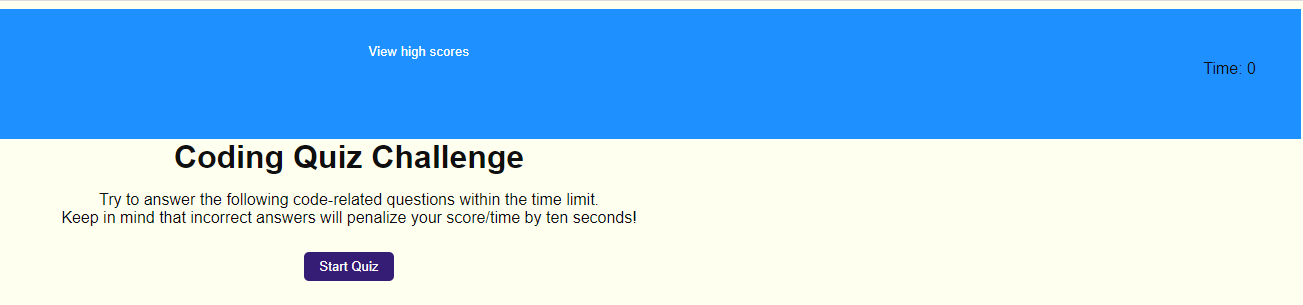 View high scores
Time: 0
Coding Quiz Challenge
Try to answer the following code-related questions within the time limit.
Keep in mind that incorrect answers will penalize your score/time by ten seconds!
Start Quiz